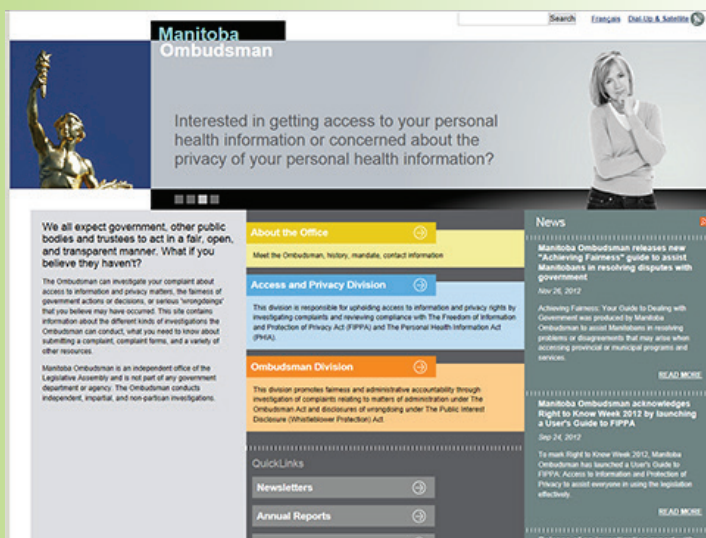 Search
Français
Dial-Up & Satellite
Manitoba
Ombudsman
Interested in getting access to your personal
health information or concerned about the
privacy of your personal health information?
We all expect government, other public
bodies and trustees to act in a fair, open,
and transparent manner. What if you
believe they haven't?
The Ombudsman can investigate your complaint about
access to information and privacy matters, the fairness of
government actions or decisions, or serious 'wrongdoings'
that you believe may have occurred. This site contains
information about the different kinds of investigations the
Ombudsman can conduct, what you need to know about
submitting a complaint, complaint forms, and a variety of
other resources.
Manitoba Ombudsman is an independent office of the
Legislative Assembly and is not part of any government
department or agency. The Ombudsman conducts
independent, impartial, and non-partisan investigations.
About the Office
Meet the Ombudsman, history, mandate, contact information
Access and Privacy Division
This division is responsible for upholding access to information and privacy rights by
investigating complaints and reviewing compliance with The Freedom of Information
and Protection of Privacy Act (FIPPA) and The Personal Health Information Act
(PHIA).
Ombudsman Division
This division promotes fairness and administrative accountability through
investigation of complaints relating to matters of administration under The
Ombudsman Act and disclosures of wrongdoing under The Public Interest
Disclosure (Whistleblower Protection) Act.
QuickLinks
Newsletters
Annual Reports
News
Manitoba Ombudsman releases new
"Achieving Fairness" guide to assist
Manitobans in resolving disputes with
government
Nov 26, 2012
Achieving Fairness: Your Guide to Dealing with
Government was produced by Manitoba
Ombudsman to assist Manitobans in resolving
problems or disagreements that may arise when
accessing provincial or municipal programs and
services.
READ MORE
Manitoba Ombudsman acknowledges
Right to Know Week 2012 by launching
a User's Guide to FIPPA
Sep 24, 2012
To mark Right to Know Week 2012, Manitoba
Ombudsman has launched a User's Guide to
FIPPA: Access to Information and Protection of
Privacy to assist everyone in using the legislation
effectively.
READ MORE